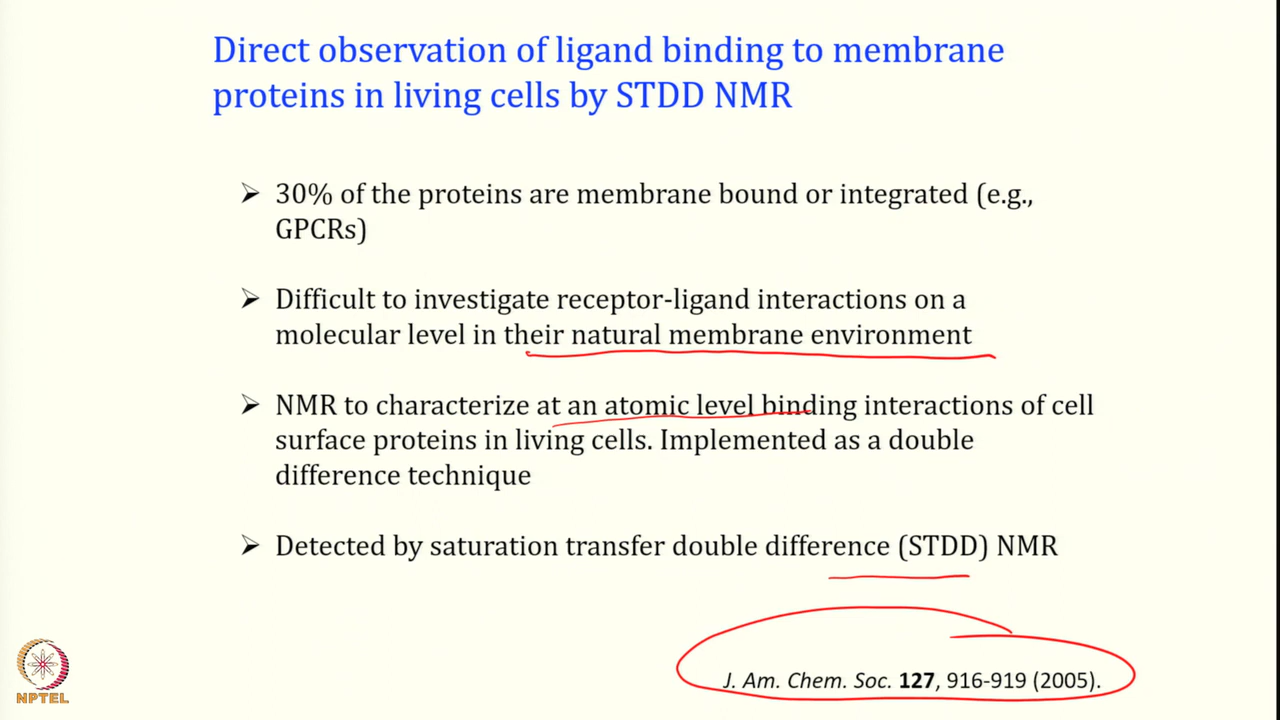 Direct observation of ligand binding to membrane
proteins in living cells by STDD NMR
➢ 30% of the proteins are membrane bound or integrated (e.g.,
GPCRs)
➢ Difficult to investigate receptor-ligand interactions on a
molecular level in their natural membrane environment
➢ NMR to characterize at an atomic level binding interactions of cell
surface proteins in living cells. Implemented as a double
difference technique
➢ Detected by saturation transfer double difference (STDD) NMR
J. Am. Chem. Soc. 127, 916-919 (2005).
NPTEL